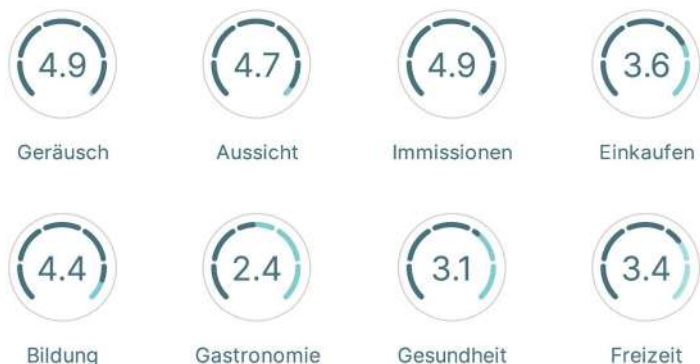 4.9 4.7 4.9 3.6
Geräusch Aussicht Immissionen Einkaufen
4.4 2.4 3.1 3.4
Bildung Gastronomie Gesundheit Freizeit